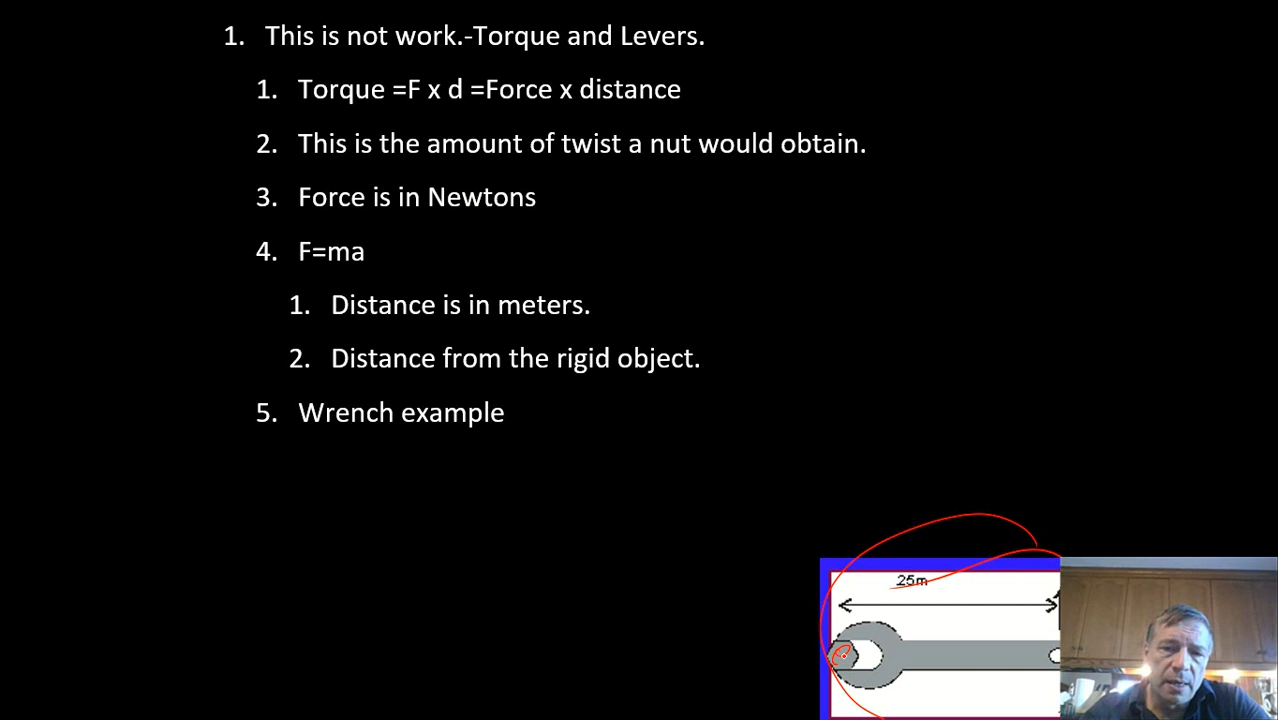 1. This is not work.-Torque and Levers.
1. Torque =F x d =Force x distance
2. This is the amount of twist a nut would obtain.
3. Force is in Newtons
4. F=ma
1. Distance is in meters.
2. Distance from the rigid object.
5. Wrench example
25m